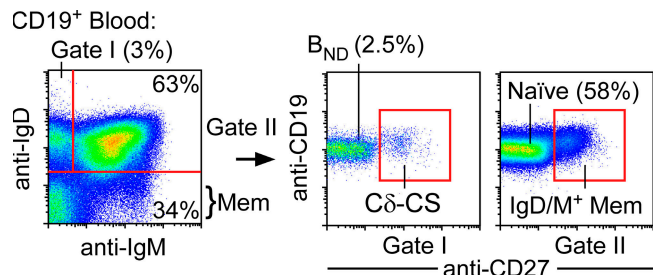 CD19⁺ Blood:
Gate I (3%)
63%
34%
Mem
anti-IgD
anti-IgM
Gate II
B_ND (2.5%)
Cδ-CS
Gate I
anti-CD19
Naïve (58%)
IgD/M⁺ Mem
Gate II
anti-CD27